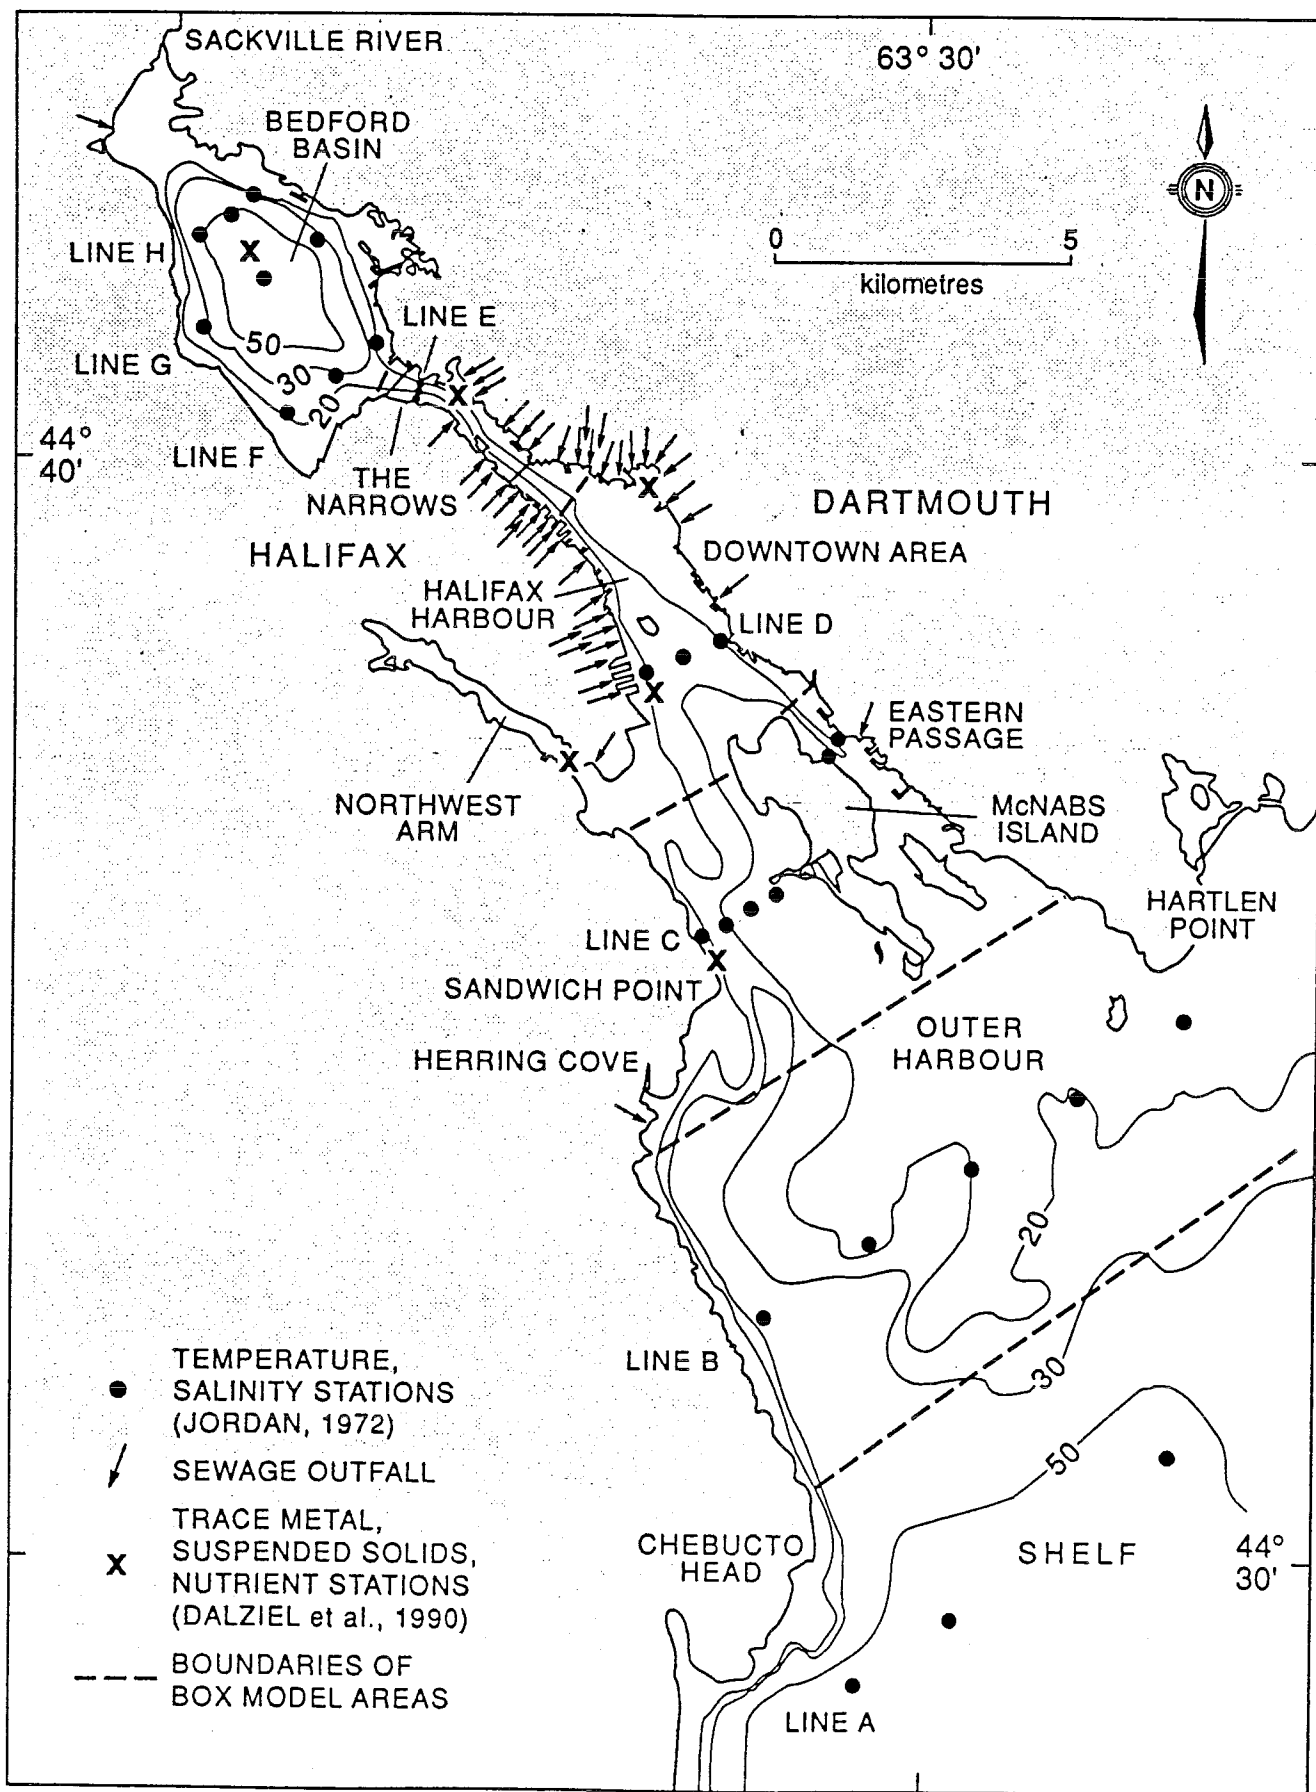 SACKVILLE RIVER
63° 30'
BEDFORD
BASIN
N
LINE H
0 5
kilometres
LINE E
50
LINE G
30
20
44°
40'
LINE F
THE
NARROWS
DARTMOUTH
HALIFAX
DOWNTOWN AREA
HALIFAX
HARBOUR
LINE D
EASTERN
PASSAGE
NORTHWEST
ARM
McNABS
ISLAND
HARTLEN
POINT
LINE C
X
SANDWICH POINT
OUTER
HARBOUR
HERRING COVE
20
LINE B
30
50
TEMPERATURE,
SALINITY STATIONS
(JORDAN, 1972)
SEWAGE OUTFALL
TRACE METAL,
X SUSPENDED SOLIDS,
NUTRIENT STATIONS
(DALZIEL et al., 1990)
BOUNDARIES OF
BOX MODEL AREAS
CHEBUCTO
HEAD
SHELF
44°
30'
LINE A